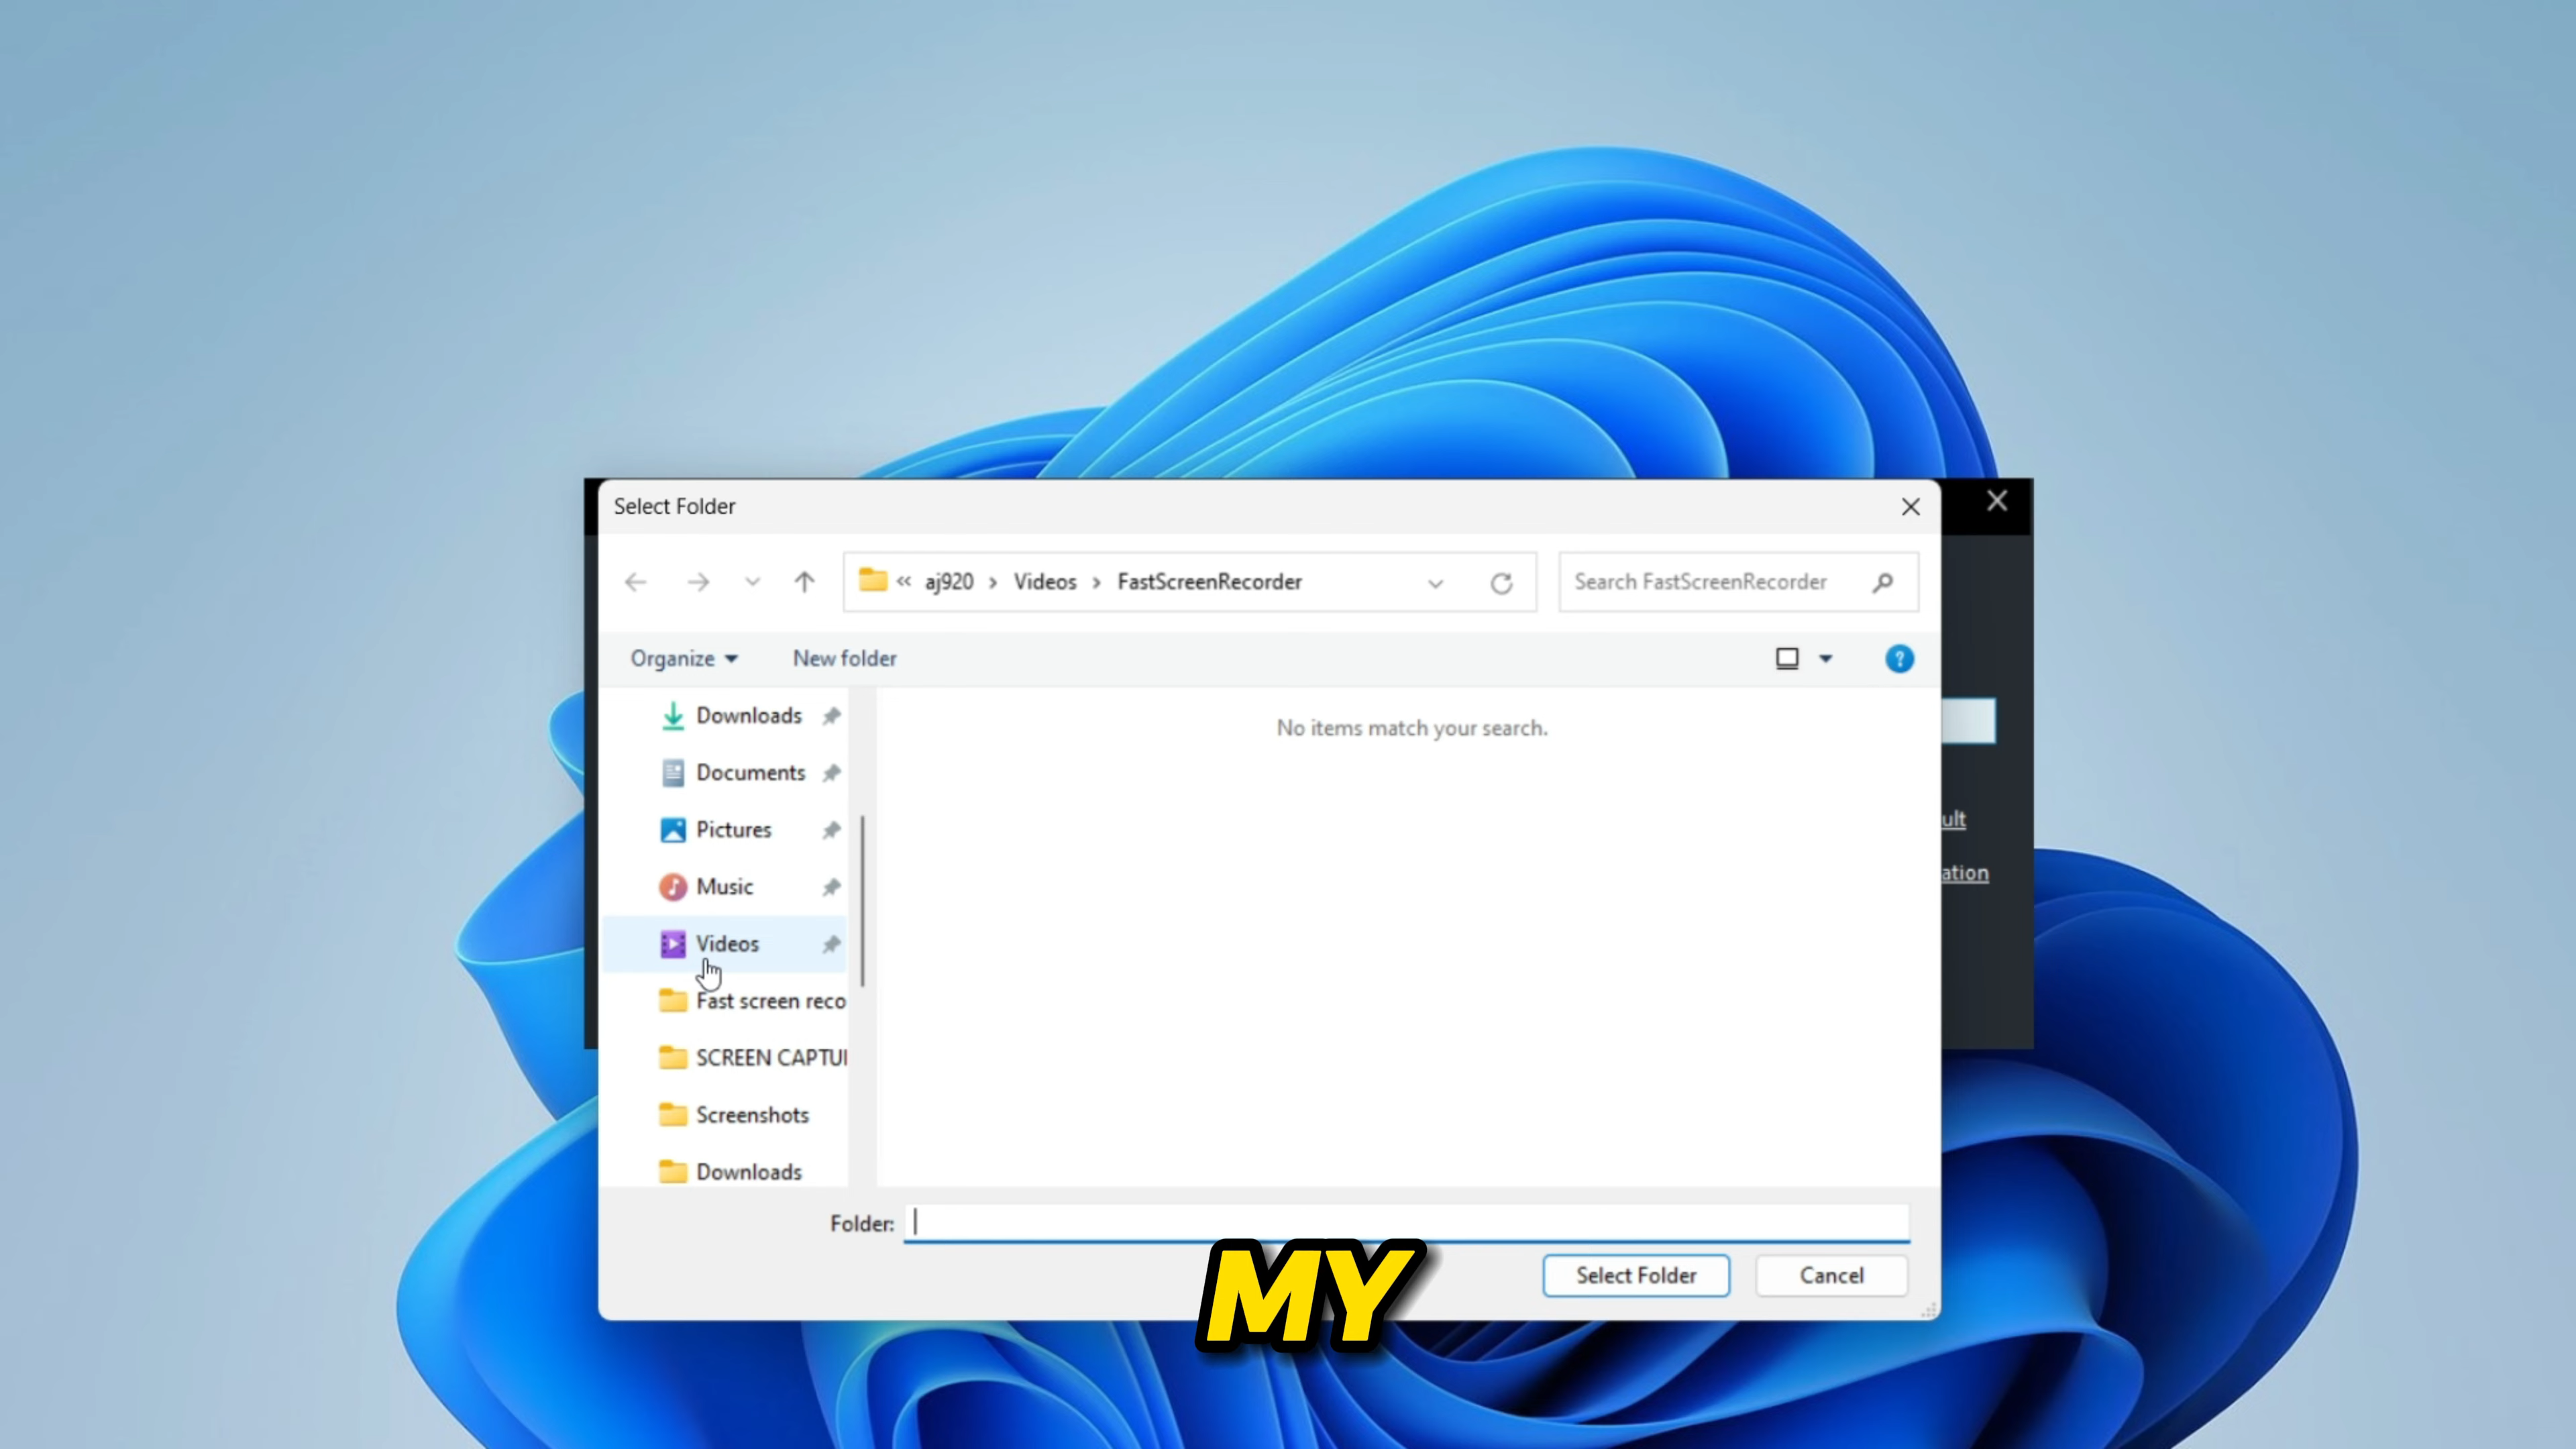 Select Folder
« aj920 > Videos > FastScreenRecorder
Search FastScreenRecorder
Organize
New folder
?
Downloads
No items match your search.
Documents
Pictures
ult
Music
ation
Videos
Fast screen reco
SCREEN CAPTU
Screenshots
Downloads
Folder:
Select Folder
Cancel
MY